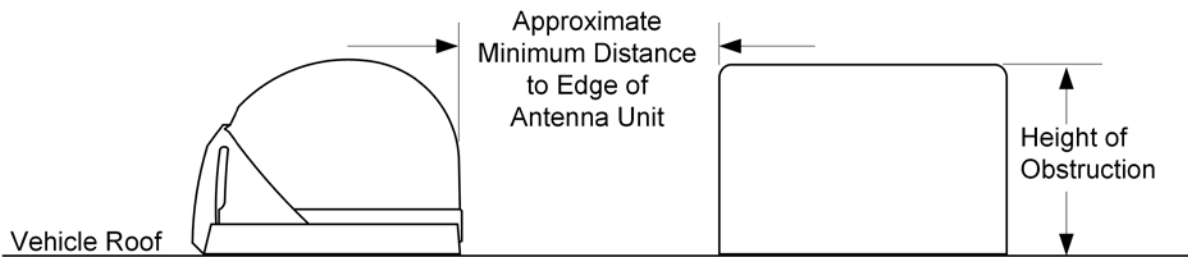 Approximate
Minimum Distance
to Edge of
Antenna Unit
Height of
Obstruction
Vehicle Roof